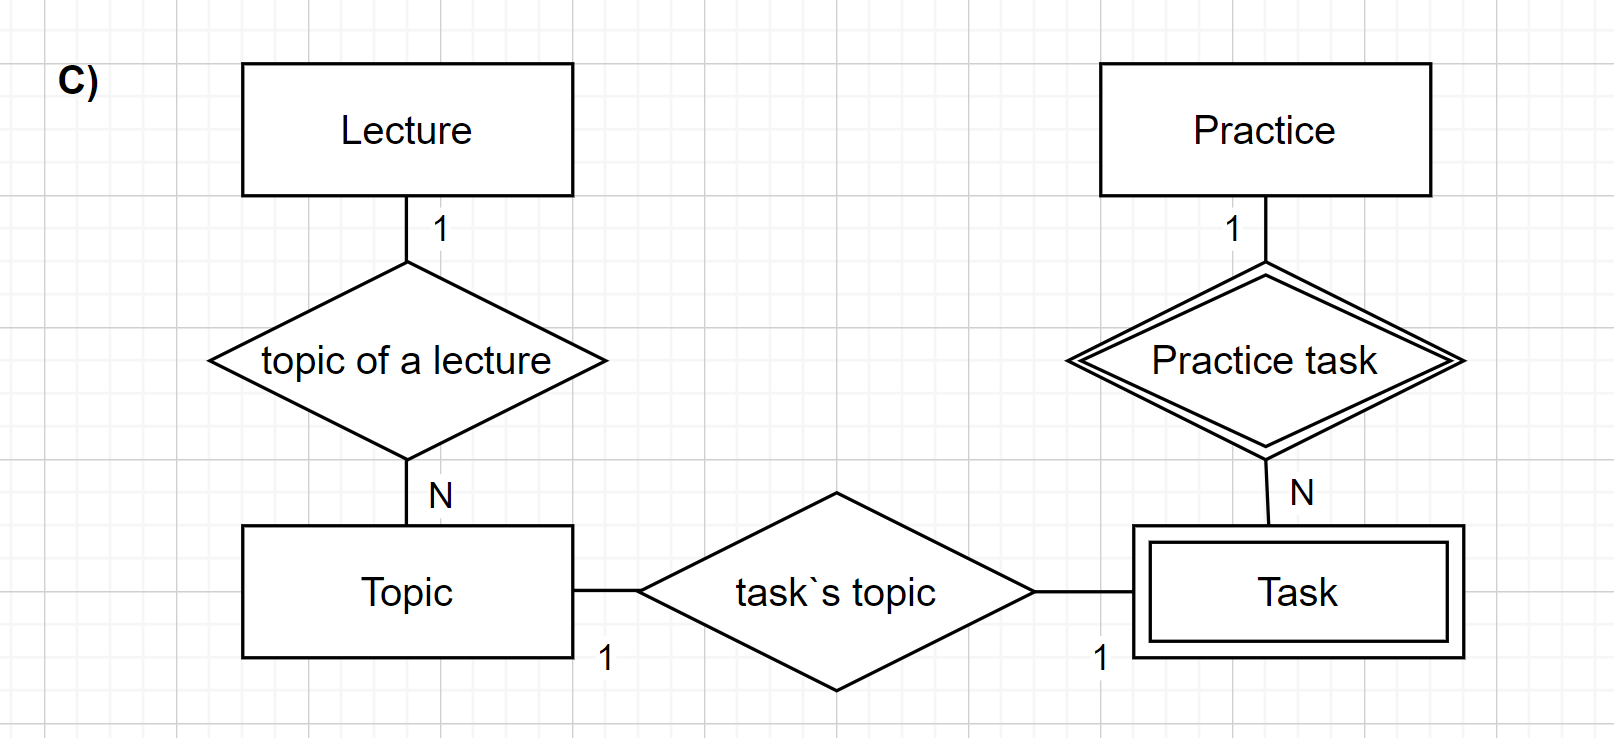 C)
Lecture
Practice
1
1
topic of a lecture
Practice task
N
N
Topic
task`s topic
Task
1
1